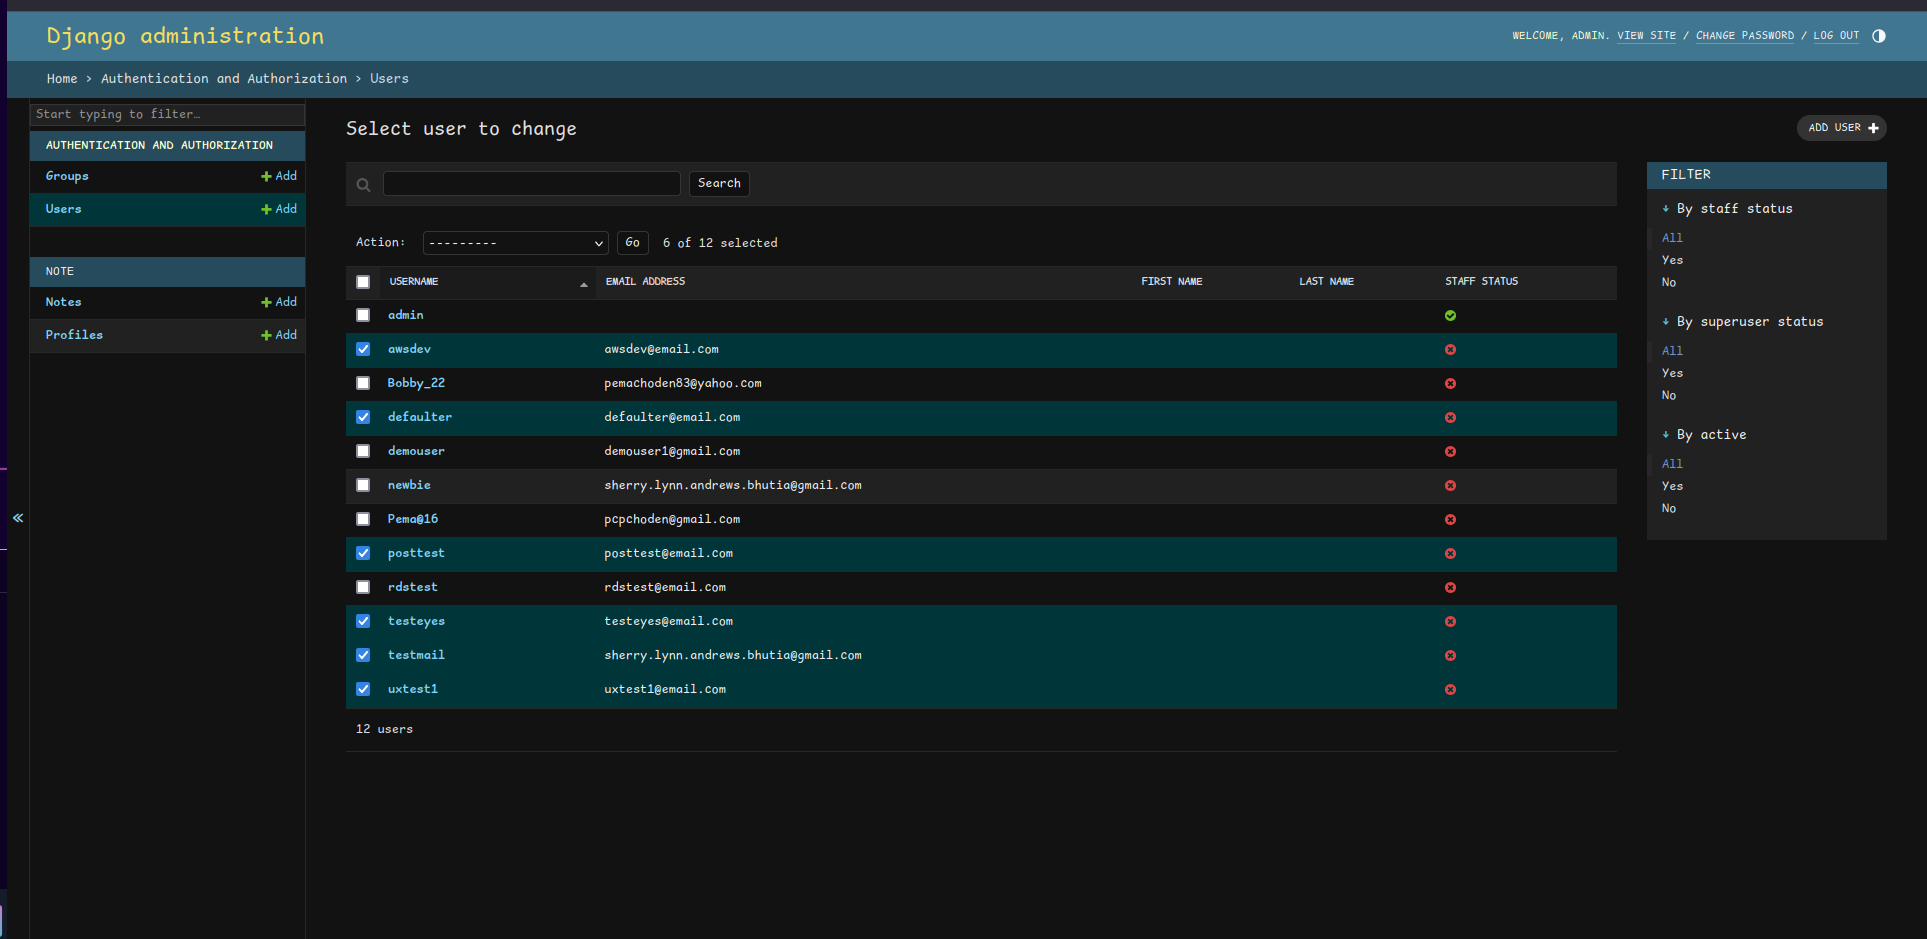 Django administration
WELCOME, ADMIN. VIEW SITE / CHANGE PASSWORD / LOG OUT
Home › Authentication and Authorization › Users
Start typing to filter…
AUTHENTICATION AND AUTHORIZATION
Groups + Add
Users + Add
NOTE
Notes + Add
Profiles + Add
«
Select user to change
ADD USER +
Search
Action: --------- Go 6 of 12 selected
USERNAME EMAIL ADDRESS FIRST NAME LAST NAME STAFF STATUS
admin
awsdev awsdev@email.com
Bobby_22 pemachoden83@yahoo.com
defaulter defaulter@email.com
demouser demouser1@gmail.com
newbie sherry.lynn.andrews.bhutia@gmail.com
Pema@16 pcpchoden@gmail.com
posttest posttest@email.com
rdstest rdstest@email.com
testeyes testeyes@email.com
testmail sherry.lynn.andrews.bhutia@gmail.com
uxtest1 uxtest1@email.com
12 users
FILTER
↓ By staff status
All
Yes
No
↓ By superuser status
All
Yes
No
↓ By active
All
Yes
No